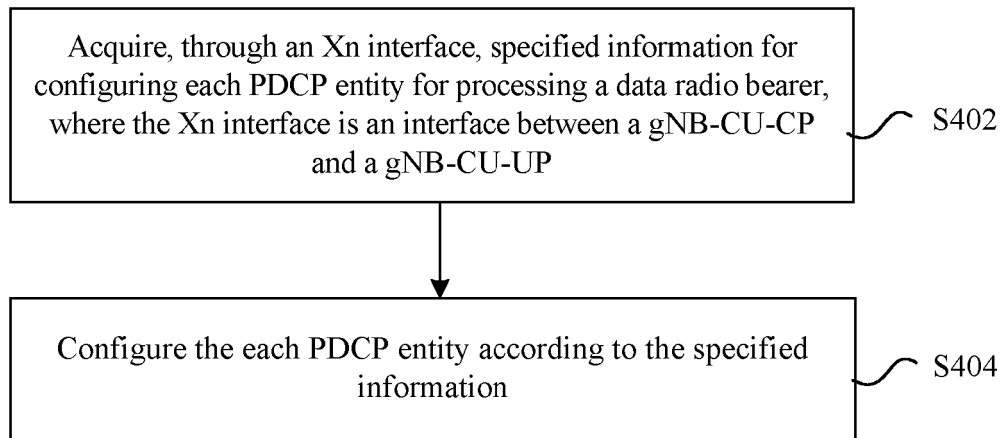 Acquire, through an Xn interface, specified information for
configuring each PDCP entity for processing a data radio bearer,
where the Xn interface is an interface between a gNB-CU-CP
and a gNB-CU-UP
S402
Configure the each PDCP entity according to the specified
information
S404